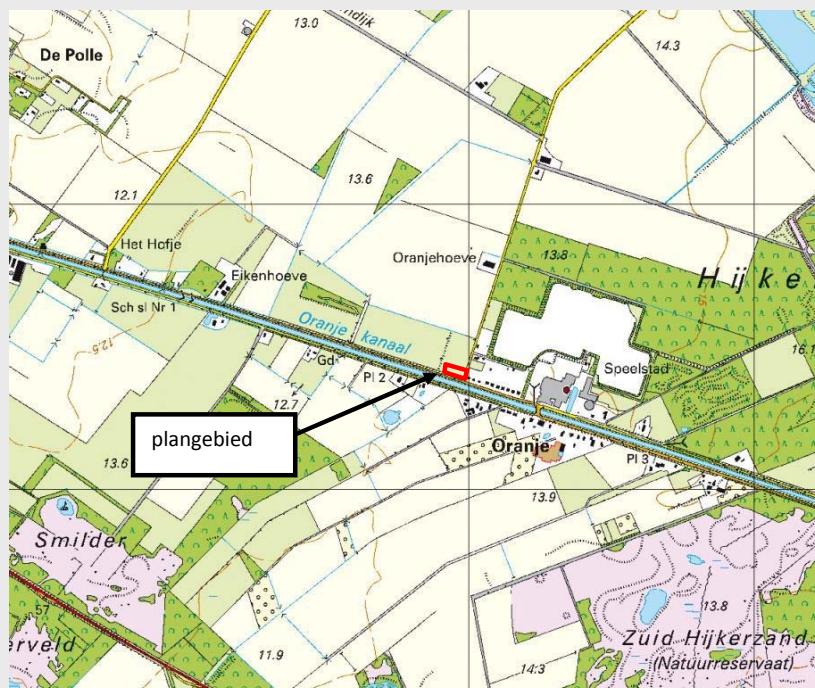 13.0
ndijk
14.3
De Polle
13.6
12.1
Het Hofje
Oranjehoeve
13.8
Eikenhoeve
Hijke
15
Sch sl Nr 1
Oranje kanaal
16.1
12.5
Gd
Pl 2
Speelstad
12.7
plangebied
Oranje
13.6
Pl 3
13.9
Smilder
57
13.8
erveld
11.9
Zuid Hijkerzand
(Natuurreservaat)
14.3